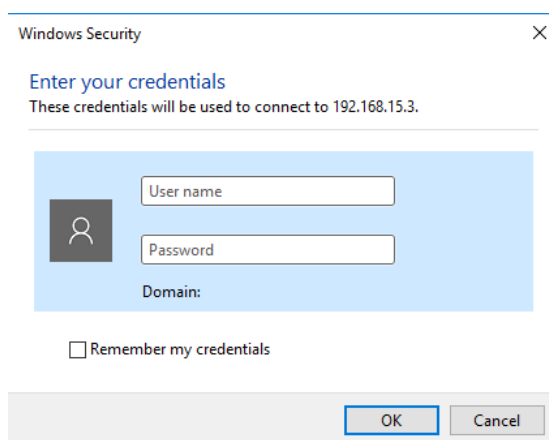 Windows Security
Enter your credentials
These credentials will be used to connect to 192.168.15.3.
User name
Password
Domain:
Remember my credentials
OK
Cancel